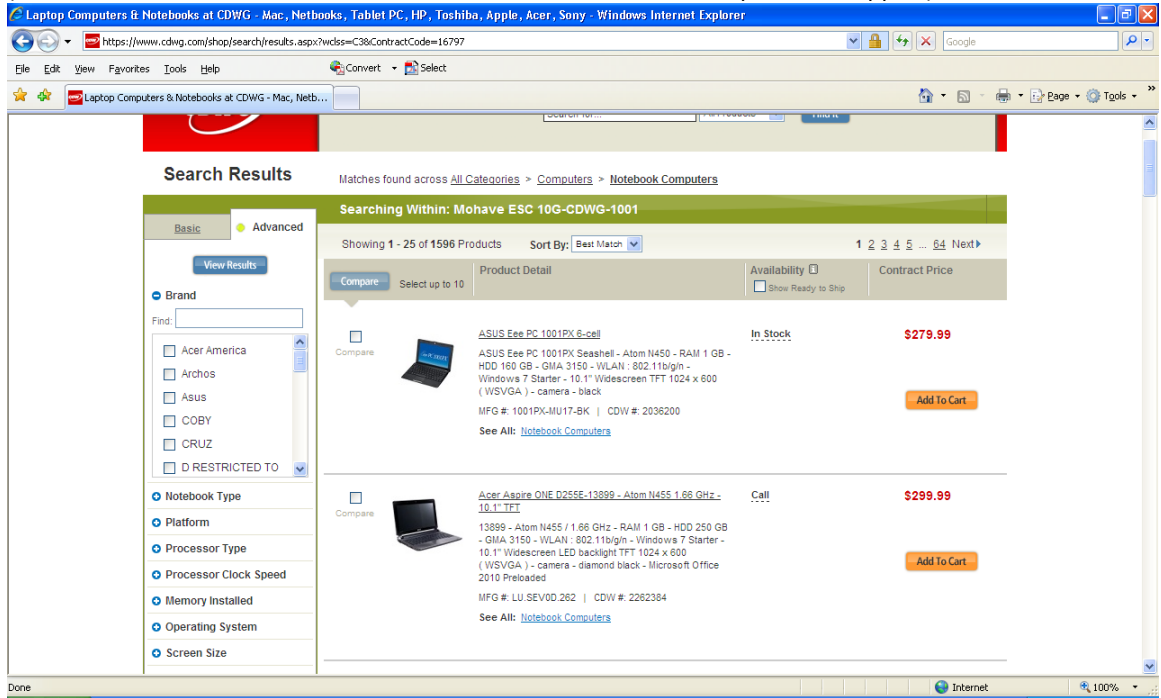 Laptop Computers & Notebooks at CDWG - Mac, Netbooks, Tablet PC, HP, Toshiba, Apple, Acer, Sony - Windows Internet Explorer
https://www.cdwg.com/shop/search/results.aspx?wclss=C3&ContractCode=16797
Google
File Edit View Favorites Tools Help
Convert Select
Laptop Computers & Notebooks at CDWG - Mac, Netb...
Page Tools
Search for...
Find It
Search Results
Matches found across All Categories > Computers > Notebook Computers
Searching Within: Mohave ESC 10G-CDWG-1001
Basic
Advanced
Showing 1 - 25 of 1596 Products Sort By: Best Match
1 2 3 4 5 ... 64 Next
View Results
Compare Select up to 10
Product Detail
Availability
Show Ready to Ship
Contract Price
Brand
Find:
Acer America
Archos
Asus
COBY
CRUZ
D RESTRICTED TO
Notebook Type
Platform
Processor Type
Processor Clock Speed
Memory Installed
Operating System
Screen Size
Compare
ASUS Eee PC 1001PX 6-cell
ASUS Eee PC 1001PX Seashell - Atom N450 - RAM 1 GB -
HDD 160 GB - GMA 3150 - WLAN : 802.11b/g/n -
Windows 7 Starter - 10.1" Widescreen TFT 1024 x 600
( WSVGA ) - camera - black
MFG #: 1001PX-MU17-BK | CDW #: 2036200
See All: Notebook Computers
In Stock
$279.99
Add To Cart
Compare
Acer Aspire ONE D255E-13899 - Atom N455 1.66 GHz -
10.1" TFT
13899 - Atom N455 / 1.66 GHz - RAM 1 GB - HDD 250 GB
- GMA 3150 - WLAN : 802.11b/g/n - Windows 7 Starter -
10.1" Widescreen LED backlight TFT 1024 x 600
( WSVGA ) - camera - diamond black - Microsoft Office
2010 Preloaded
MFG #: LU.SEV0D.262 | CDW #: 2262384
See All: Notebook Computers
Call
$299.99
Add To Cart
Done
Internet
100%